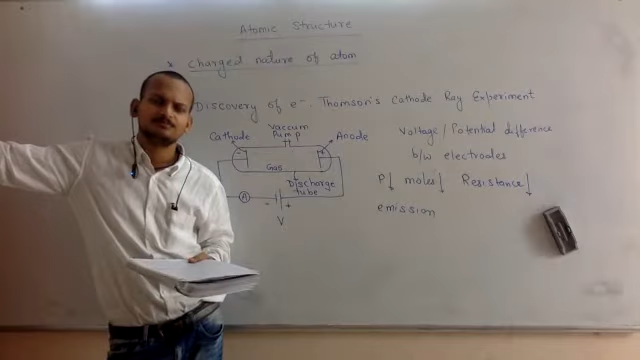 Atomic Structure
* Charged nature of atom
Discovery of e⁻. Thomson's Cathode Ray Experiment
Vaccum
Pump
Cathode
Anode
-
+
Gas
Discharge
tube
A
- +
V
Voltage / Potential difference
b/w electrodes
P↓ moles↓ Resistance↓
emission